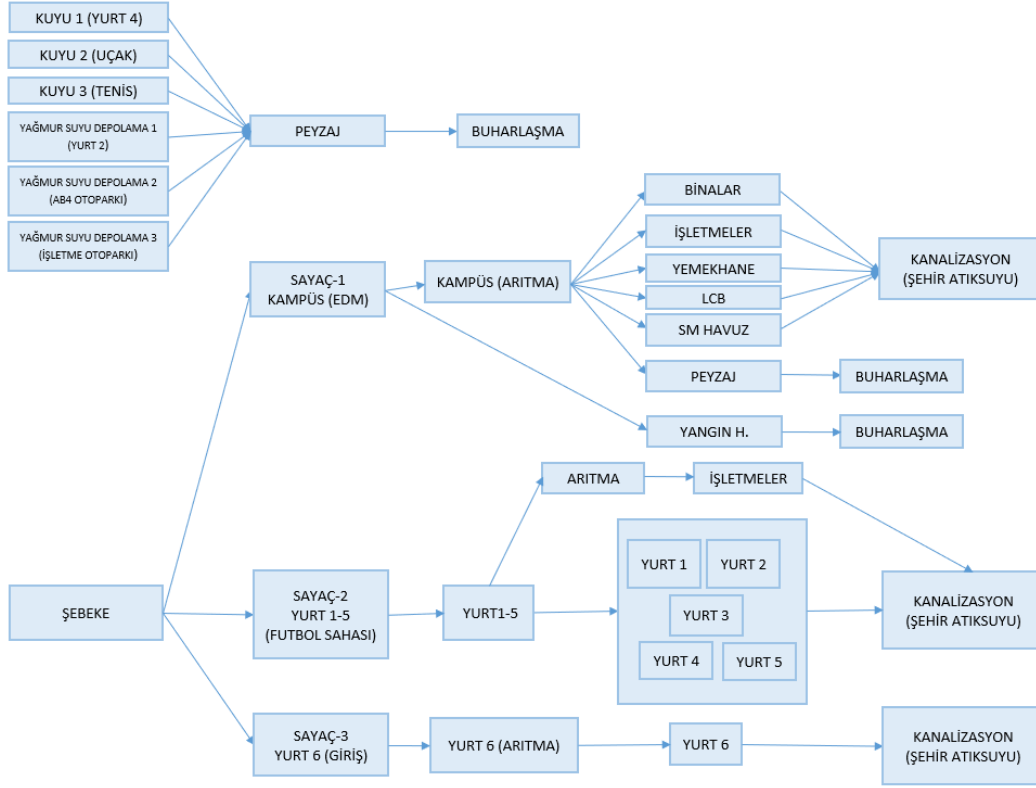 KUYU 1 (YURT 4)
KUYU 2 (UÇAK)
KUYU 3 (TENİS)
YAĞMUR SUYU DEPOLAMA 1
(YURT 2)
YAĞMUR SUYU DEPOLAMA 2
(AB4 OTOPARKI)
YAĞMUR SUYU DEPOLAMA 3
(İŞLETME OTOPARKI)
PEYZAJ
BUHARLAŞMA
SAYAÇ-1
KAMPÜS (EDM)
KAMPÜS (ARITMA)
BİNALAR
İŞLETMELER
YEMEKHANE
LCB
SM HAVUZ
PEYZAJ
YANGIN H.
KANALİZASYON
(ŞEHİR ATIKSUYU)
BUHARLAŞMA
BUHARLAŞMA
ŞEBEKE
SAYAÇ-2
YURT 1-5
(FUTBOL SAHASI)
YURT1-5
ARITMA
İŞLETMELER
YURT 1
YURT 2
YURT 3
YURT 4
YURT 5
KANALİZASYON
(ŞEHİR ATIKSUYU)
SAYAÇ-3
YURT 6 (GİRİŞ)
YURT 6 (ARITMA)
YURT 6
KANALİZASYON
(ŞEHİR ATIKSUYU)